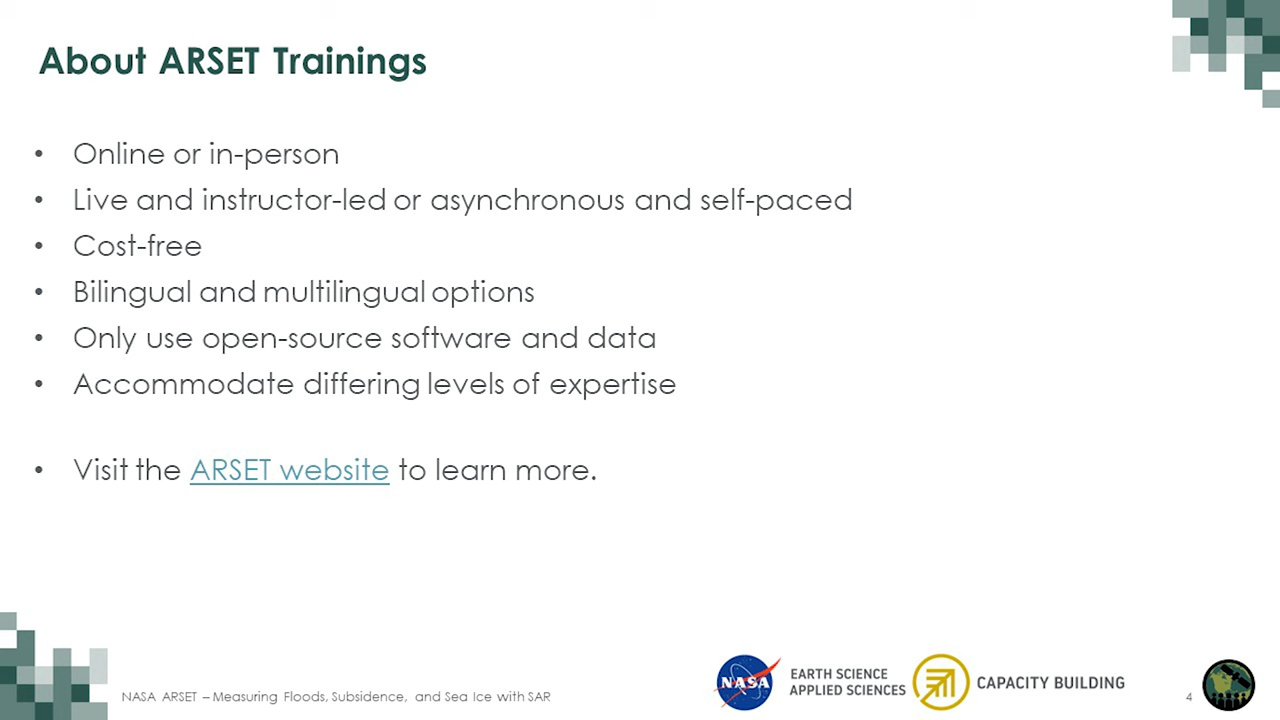 About ARSET Trainings
• Online or in-person
• Live and instructor-led or asynchronous and self-paced
• Cost-free
• Bilingual and multilingual options
• Only use open-source software and data
• Accommodate differing levels of expertise
• Visit the ARSET website to learn more.
NASA ARSET – Measuring Floods, Subsidence, and Sea Ice with SAR
NASA
EARTH SCIENCE
APPLIED SCIENCES
CAPACITY BUILDING
4